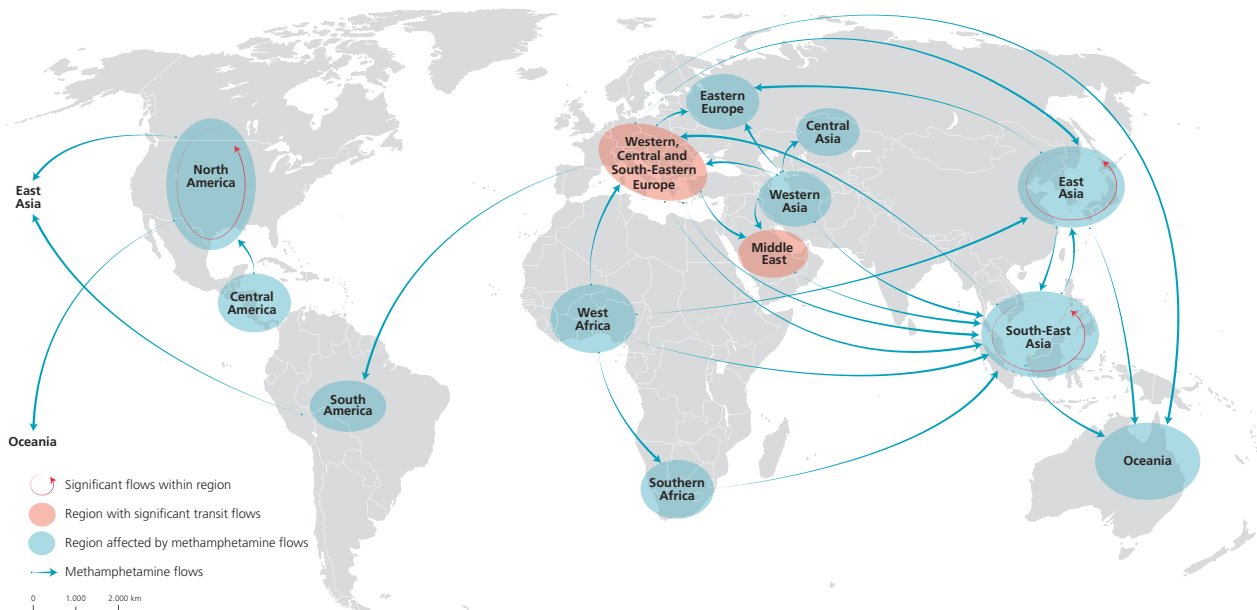 Eastern
Europe
Central
Asia
Western,
Central and
South-Eastern
Europe
North
America
East
Asia
East
Asia
Western
Asia
Middle
East
Central
America
West
Africa
South-East
Asia
South
America
Oceania
Oceania
Southern
Africa
Significant flows within region
Region with significant transit flows
Region affected by methamphetamine flows
Methamphetamine flows
0 1.000 2.000 km